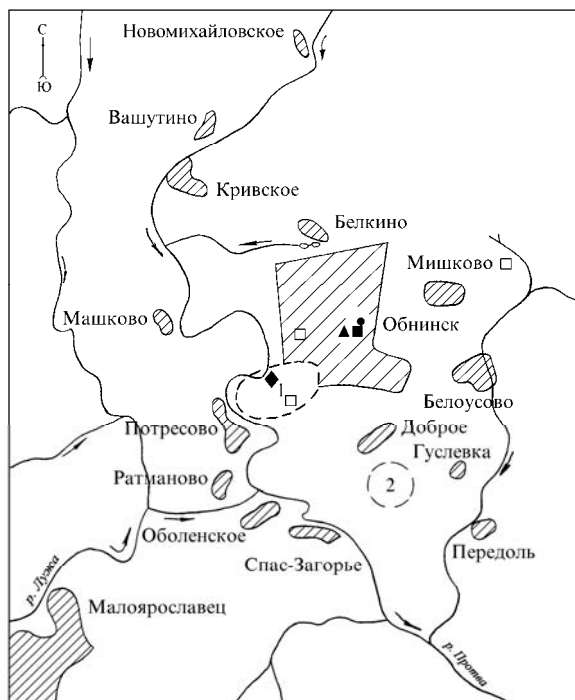 С
Ю
Новомихайловское
Вашутино
Кривское
Белкино
Мишково
Обнинск
Машково
1
Белоусово
Потресово
Доброе
Гуслевка
Ратманово
2
Оболенское
Передоль
Спас-Загорье
р. Лужа
Малоярославец
р. Протва